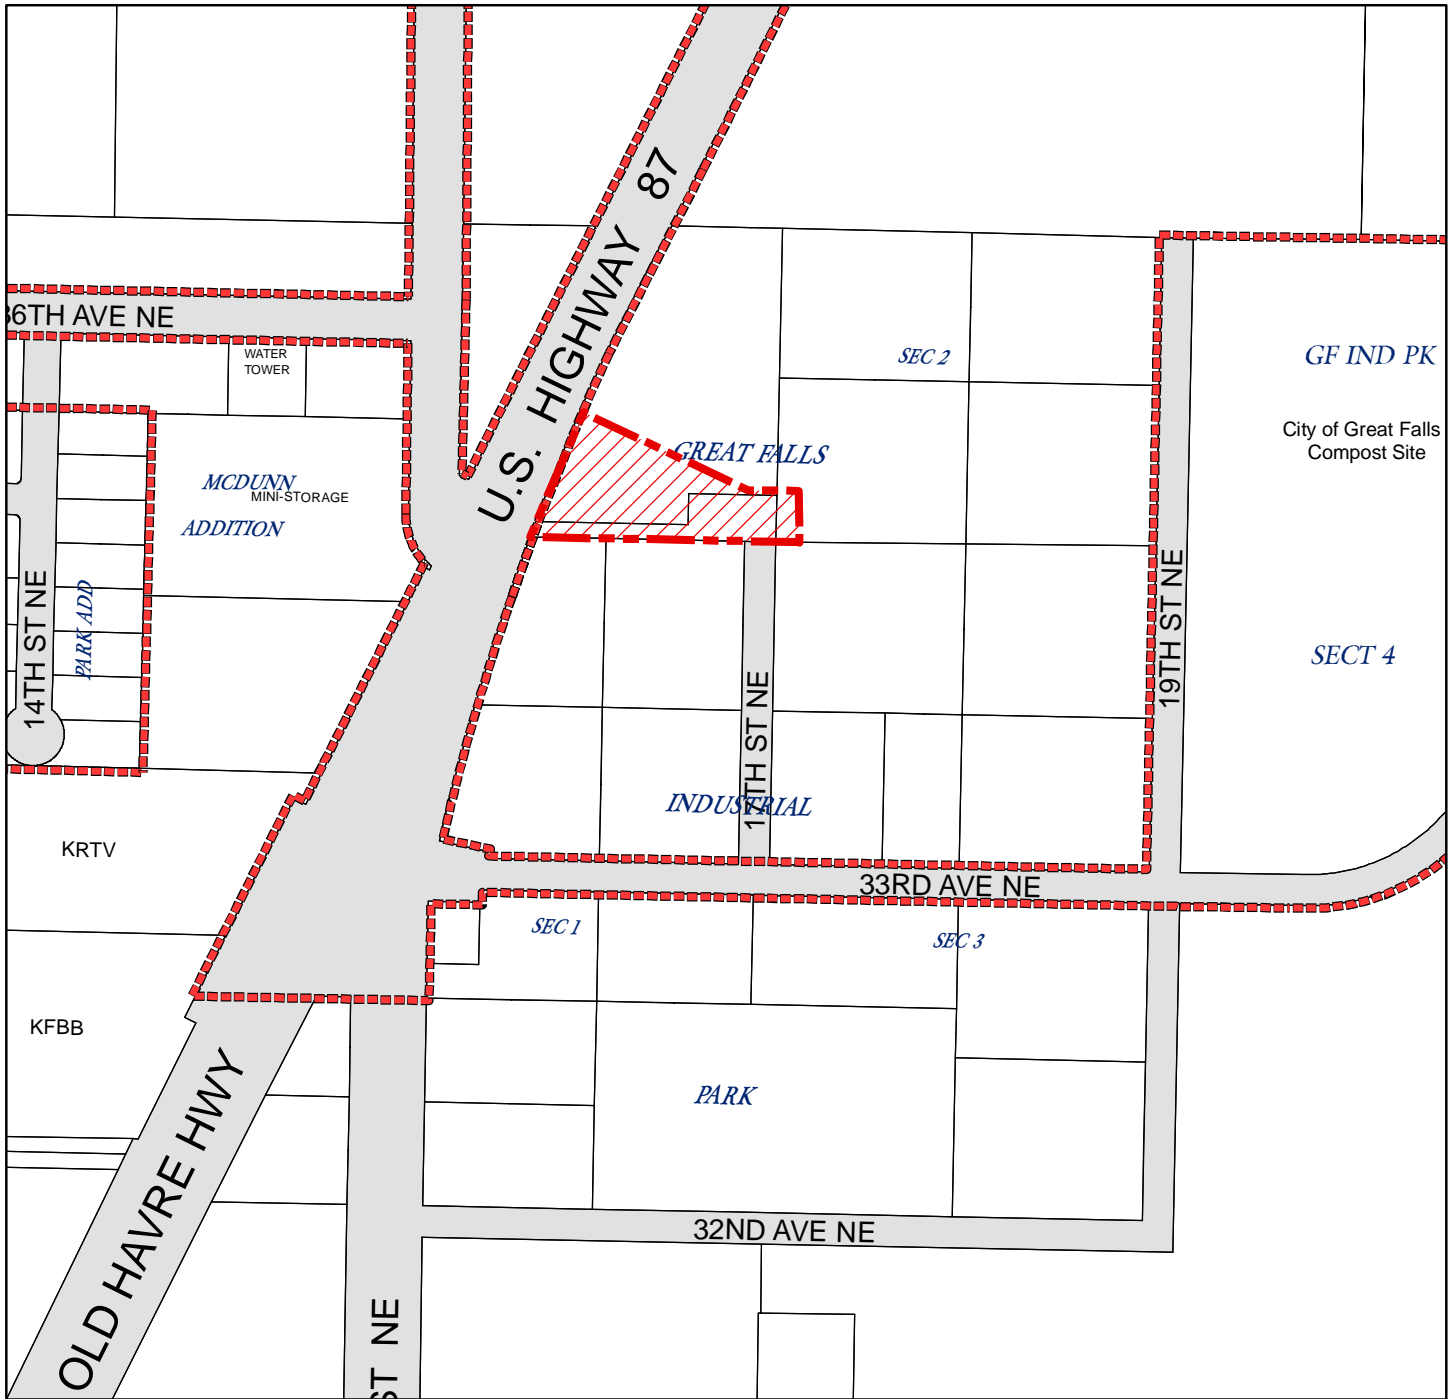 U.S. HIGHWAY 87
36TH AVE NE
WATER
TOWER
SEC 2
GF IND PK
City of Great Falls
Compost Site
GREAT FALLS
MCDUNN
MINI-STORAGE
ADDITION
14TH ST NE
PARK ADD
19TH ST NE
SECT 4
17TH ST NE
INDUSTRIAL
KRTV
33RD AVE NE
SEC 1
SEC 3
KFBB
PARK
OLD HAVRE HWY
32ND AVE NE
ST NE